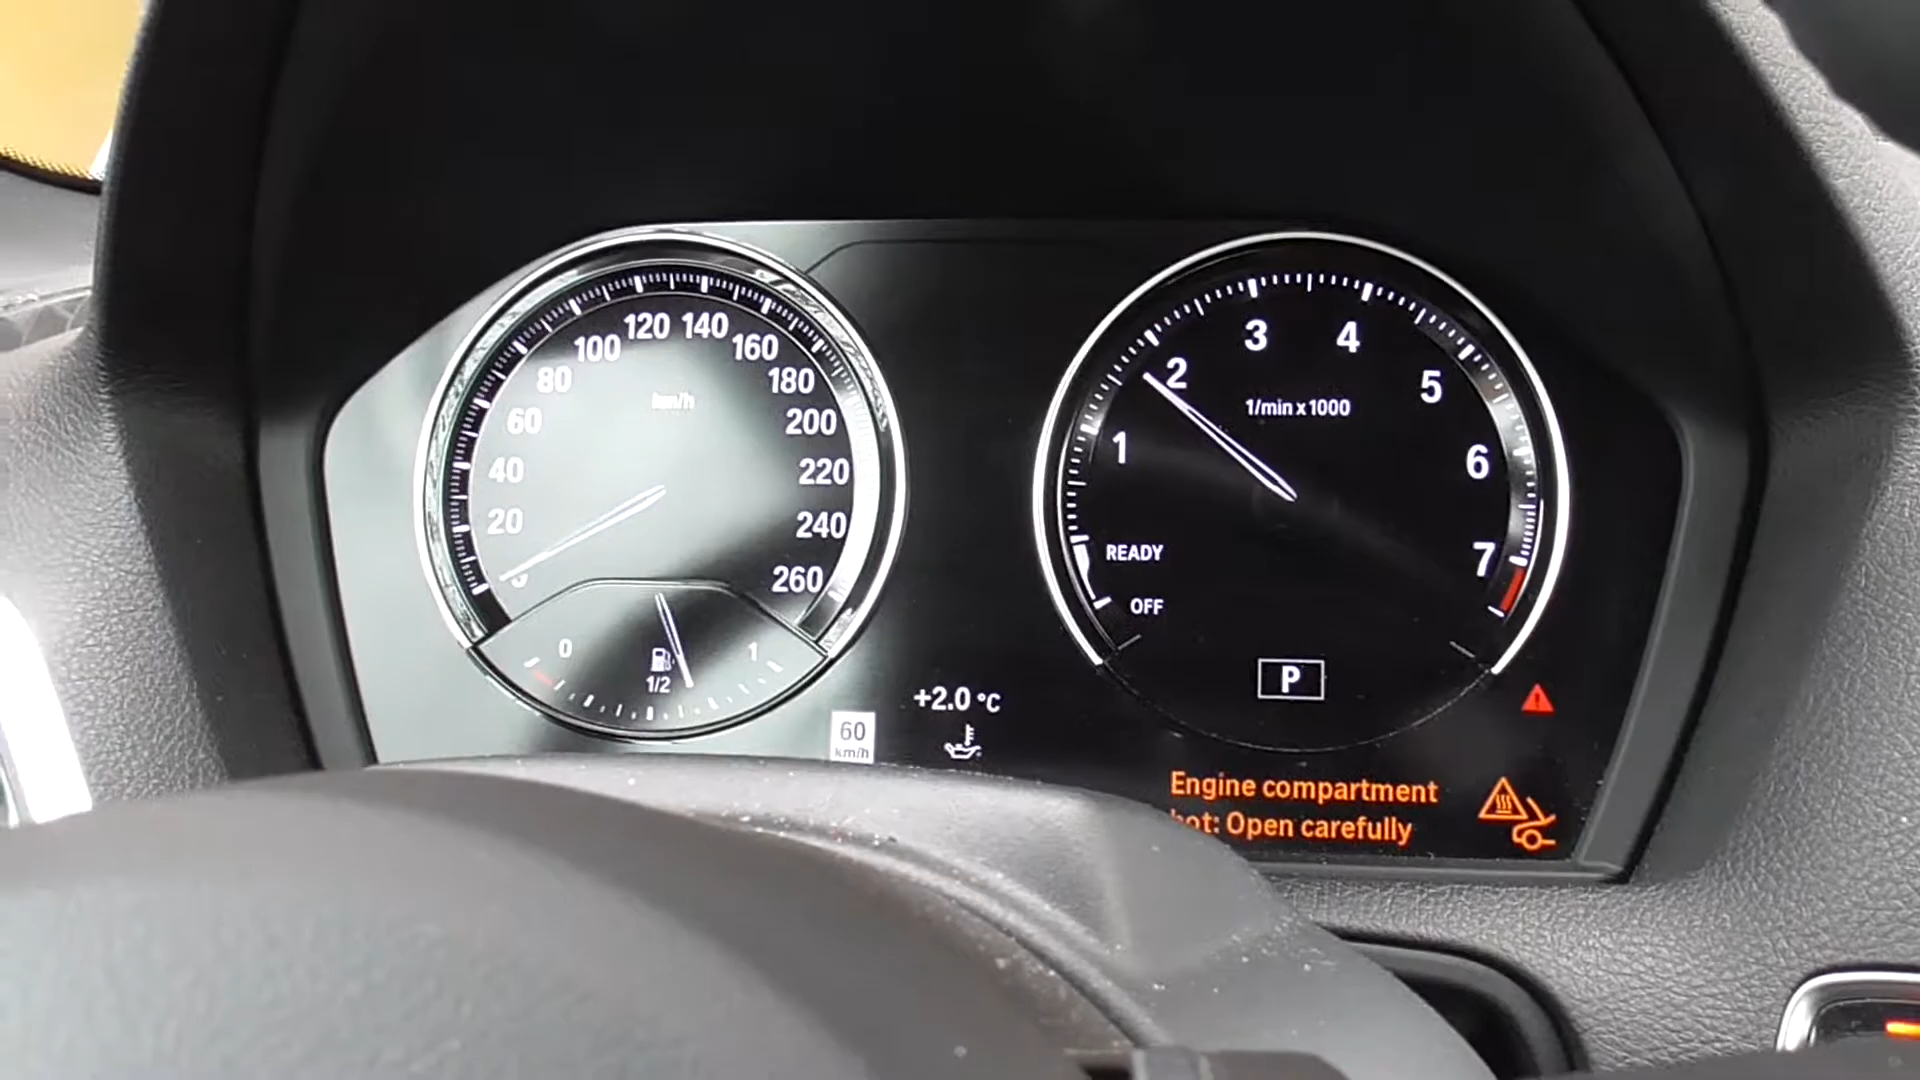 120 140
100 160
80 180
km/h
60 200
40 220
20 240
260
0 1
1/2
60
km/h
+2.0 °C
3 4
2 5
1/min x 1000
1 6
READY 7
OFF
P
Engine compartment
hot: Open carefully